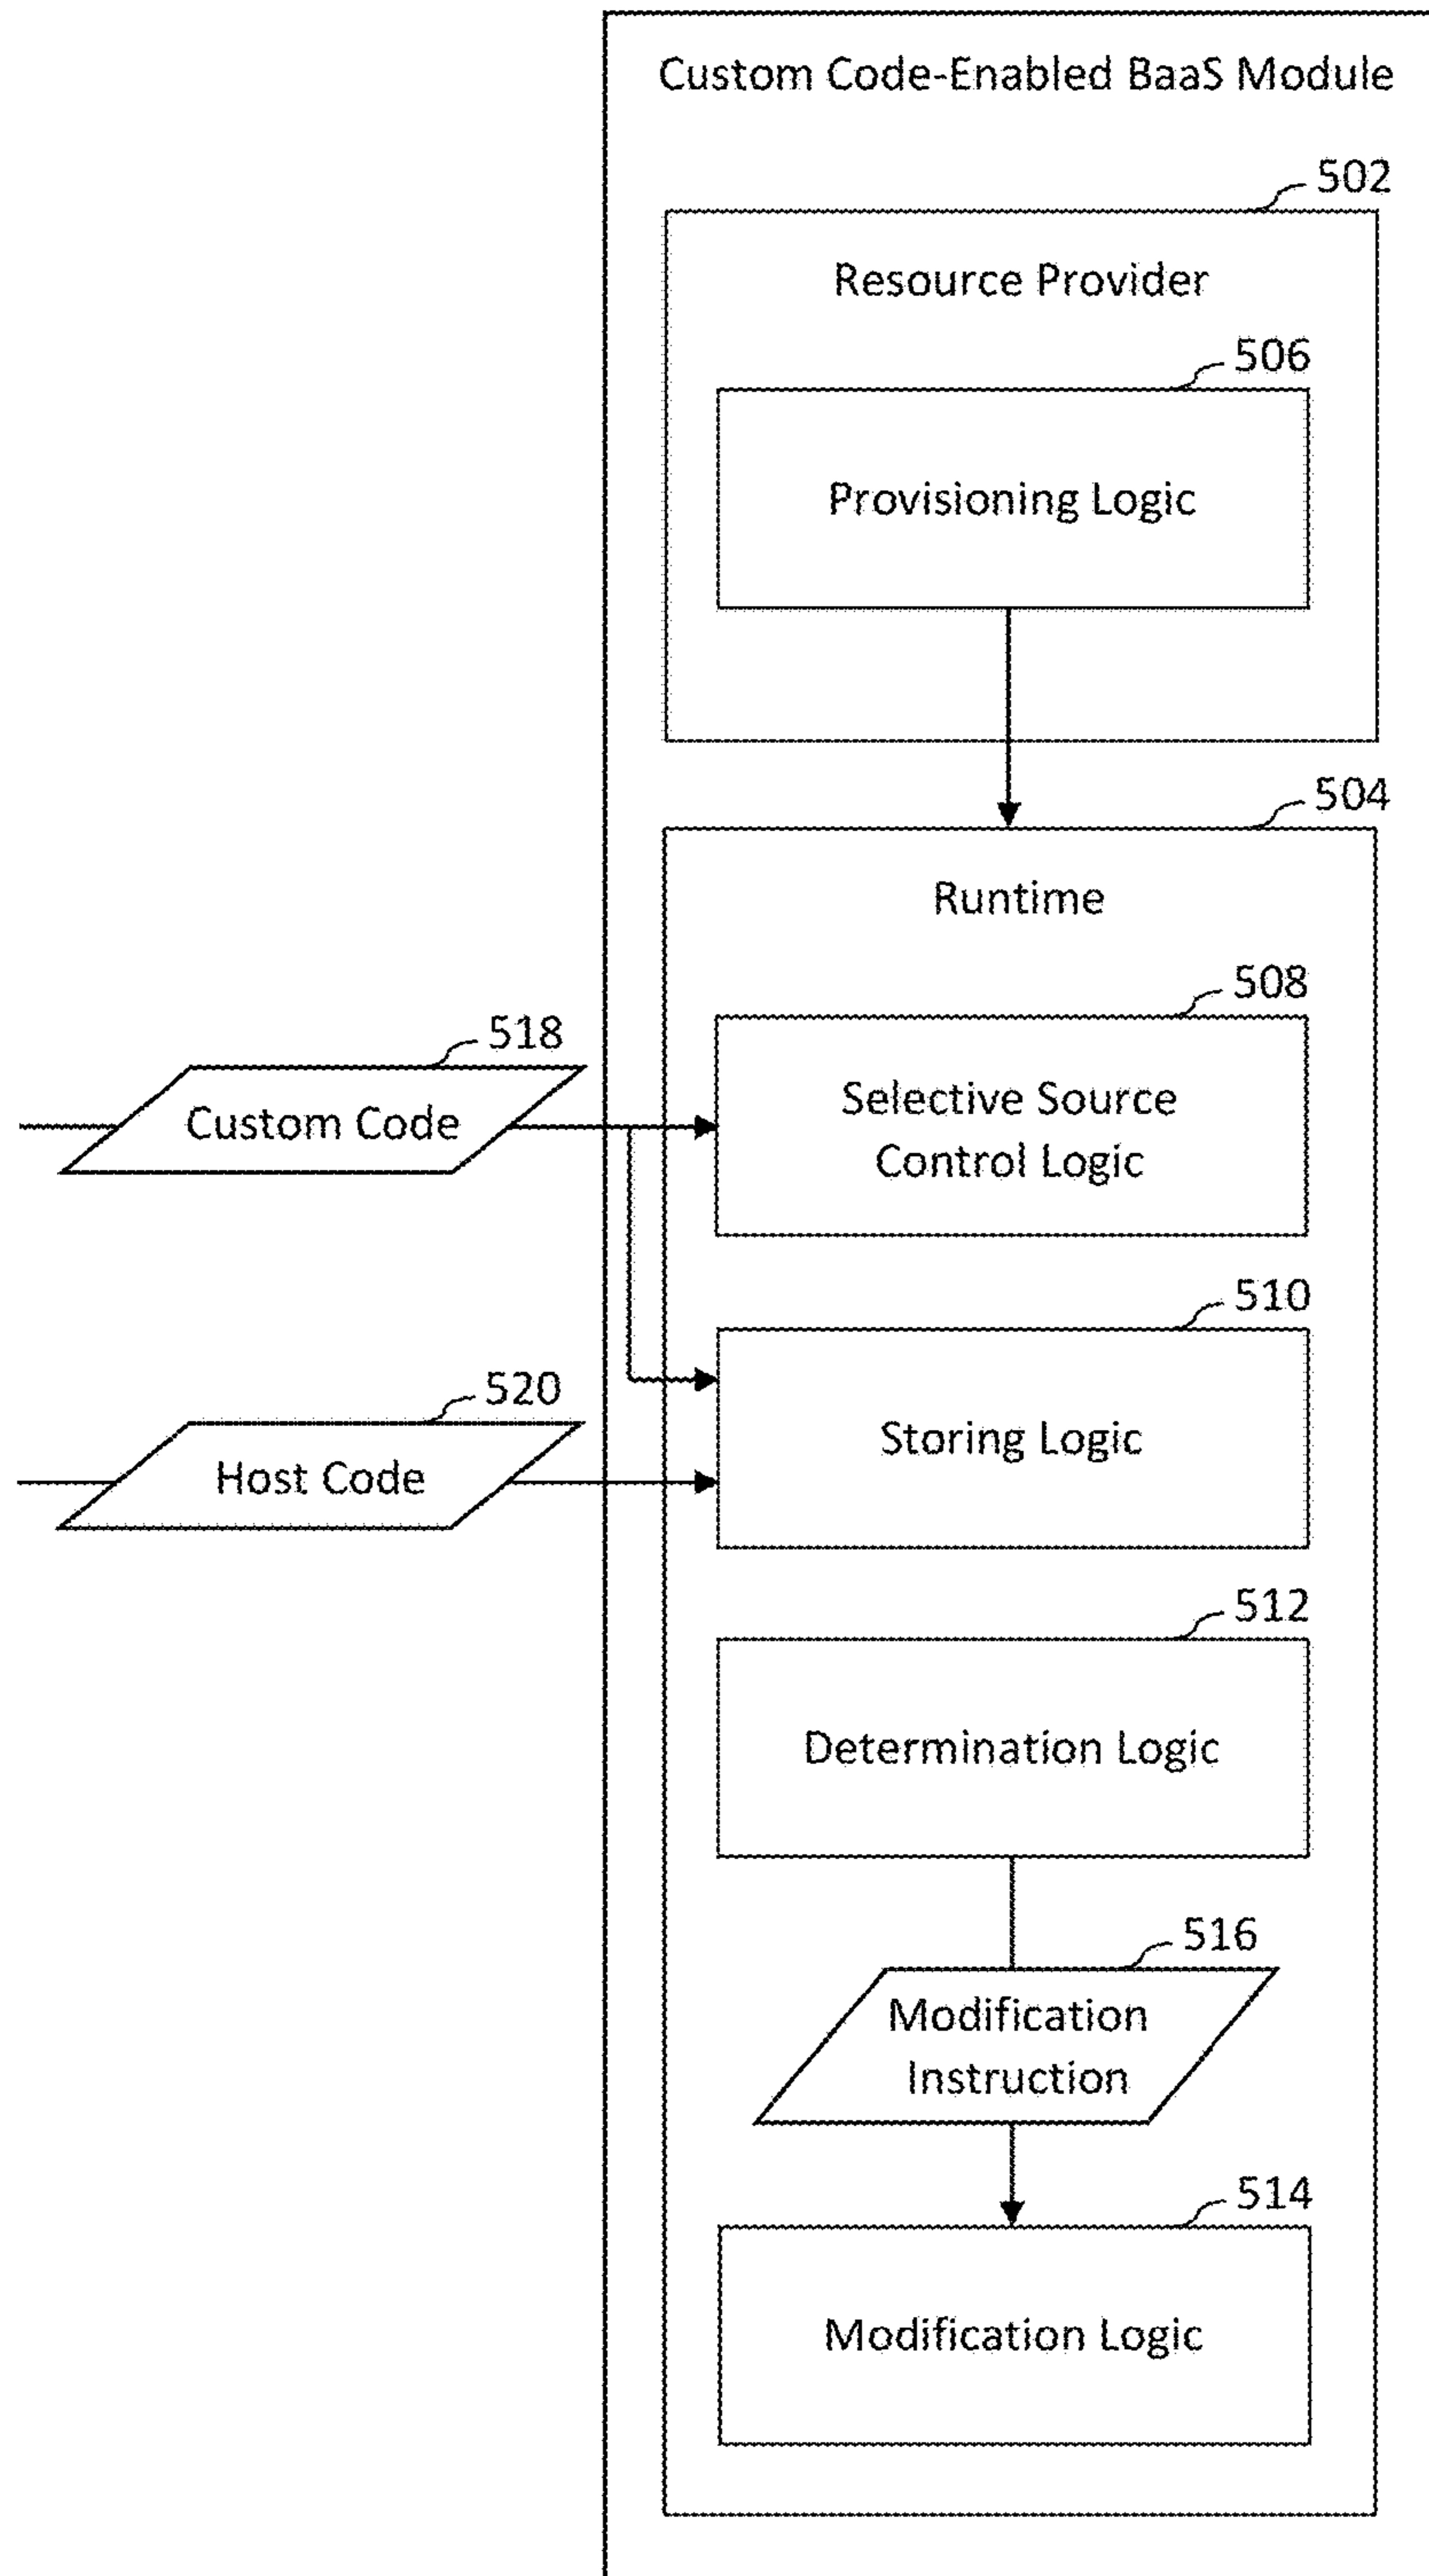 Custom Code-Enabled BaaS Module
502
Resource Provider
506
Provisioning Logic
504
Runtime
508
518
Selective Source
Custom Code
Control Logic
510
520
Storing Logic
Host Code
512
Determination Logic
516
Modification
Instruction
514
Modification Logic